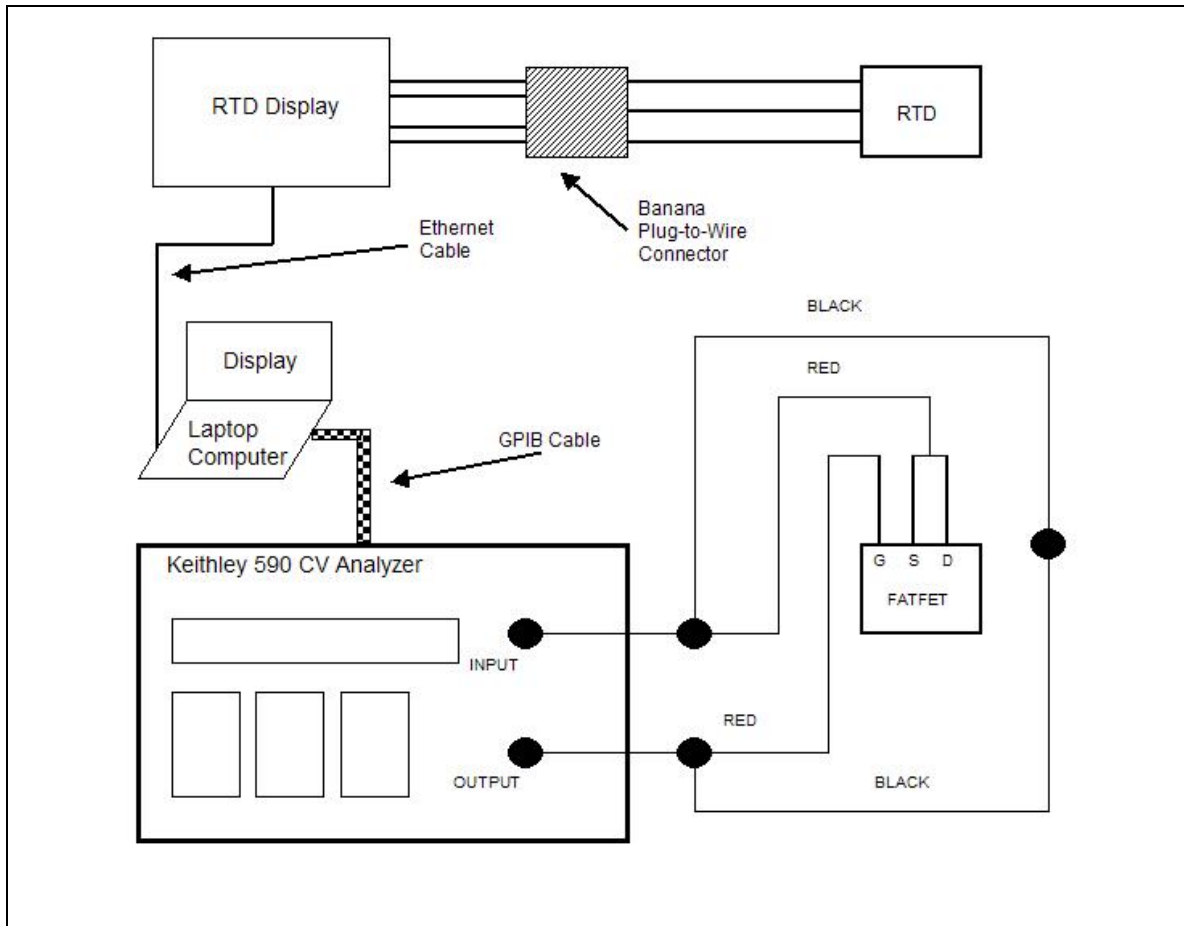 RTD Display
RTD
Banana
Plug-to-Wire
Connector
Ethernet
Cable
BLACK
RED
Display
Laptop
Computer
GPIB Cable
Keithley 590 CV Analyzer
G S D
FATFET
INPUT
RED
OUTPUT
BLACK